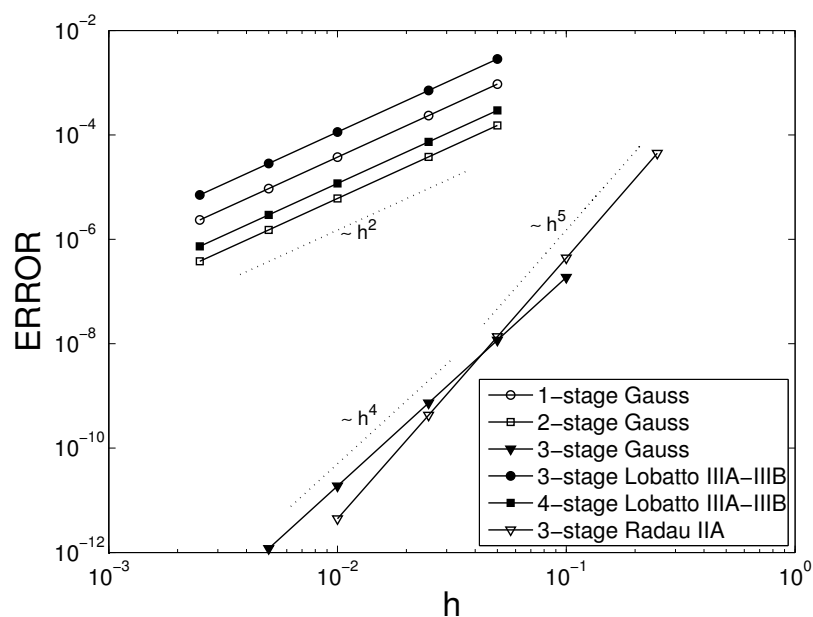 10^{-2}
10^{-4}
10^{-6}
10^{-8}
10^{-10}
10^{-12}
ERROR
~ h^2
~ h^5
~ h^4
1−stage Gauss
2−stage Gauss
3−stage Gauss
3−stage Lobatto IIIA−IIIB
4−stage Lobatto IIIA−IIIB
3−stage Radau IIA
10^{-3}
10^{-2}
10^{-1}
10^0
h